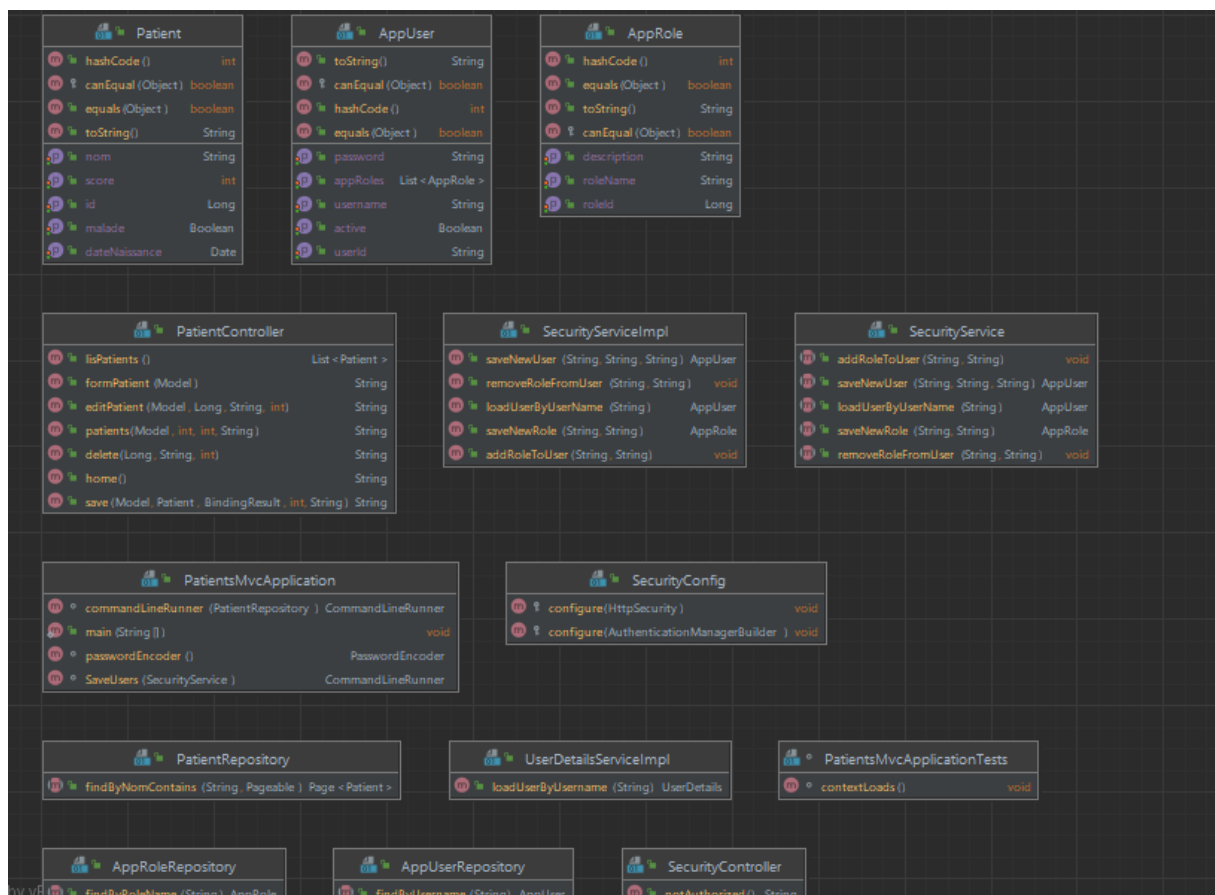 Patient
hashCode() int
canEqual(Object) boolean
equals(Object) boolean
toString() String
nom String
score int
id Long
malade Boolean
dateNaissance Date
AppUser
toString() String
canEqual(Object) boolean
hashCode() int
equals(Object) boolean
password String
appRoles List<AppRole>
username String
active Boolean
userId String
AppRole
hashCode() int
equals(Object) boolean
toString() String
canEqual(Object) boolean
description String
roleName String
roleId Long
PatientController
lisPatients() List<Patient>
formPatient(Model) String
editPatient(Model, Long, String, int) String
patients(Model, int, int, String) String
delete(Long, String, int) String
home() String
save(Model, Patient, BindingResult, int, String) String
SecurityServiceImpl
saveNewUser(String, String, String) AppUser
removeRoleFromUser(String, String) void
loadUserByUserName(String) AppUser
saveNewRole(String, String) AppRole
addRoleToUser(String, String) void
SecurityService
addRoleToUser(String, String) void
saveNewUser(String, String, String) AppUser
loadUserByUserName(String) AppUser
saveNewRole(String, String) AppRole
removeRoleFromUser(String, String) void
PatientsMvcApplication
commandLineRunner(PatientRepository) CommandLineRunner
main(String[]) void
passwordEncoder() PasswordEncoder
SaveUsers(SecurityService) CommandLineRunner
SecurityConfig
configure(HttpSecurity) void
configure(AuthenticationManagerBuilder) void
PatientRepository
findByNomContains(String, Pageable) Page<Patient>
UserDetailsServiceImpl
loadUserByUsername(String) UserDetails
PatientsMvcApplicationTests
contextLoads() void
AppRoleRepository
findByRoleName(String) AppRole
AppUserRepository
findByUsername(String) AppUser
SecurityController
notAuthorized() String